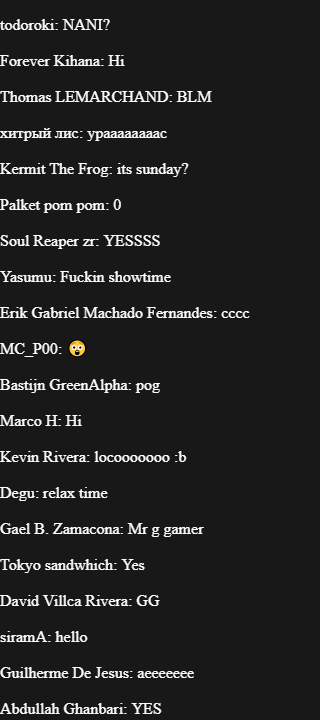 todoroki: NANI?
Forever Kihana: Hi
Thomas LEMARCHAND: BLM
хитрый лис: ураааааааас
Kermit The Frog: its sunday?
Palket pom pom: 0
Soul Reaper zr: YESSSS
Yasumu: Fuckin showtime
Erik Gabriel Machado Fernandes: cccc
MC_P00: 😲
Bastijn GreenAlpha: pog
Marco H: Hi
Kevin Rivera: locooooooo :b
Degu: relax time
Gael B. Zamacona: Mr g gamer
Tokyo sandwhich: Yes
David Villca Rivera: GG
siramA: hello
Guilherme De Jesus: aeeeeeee
Abdullah Ghanbari: YES